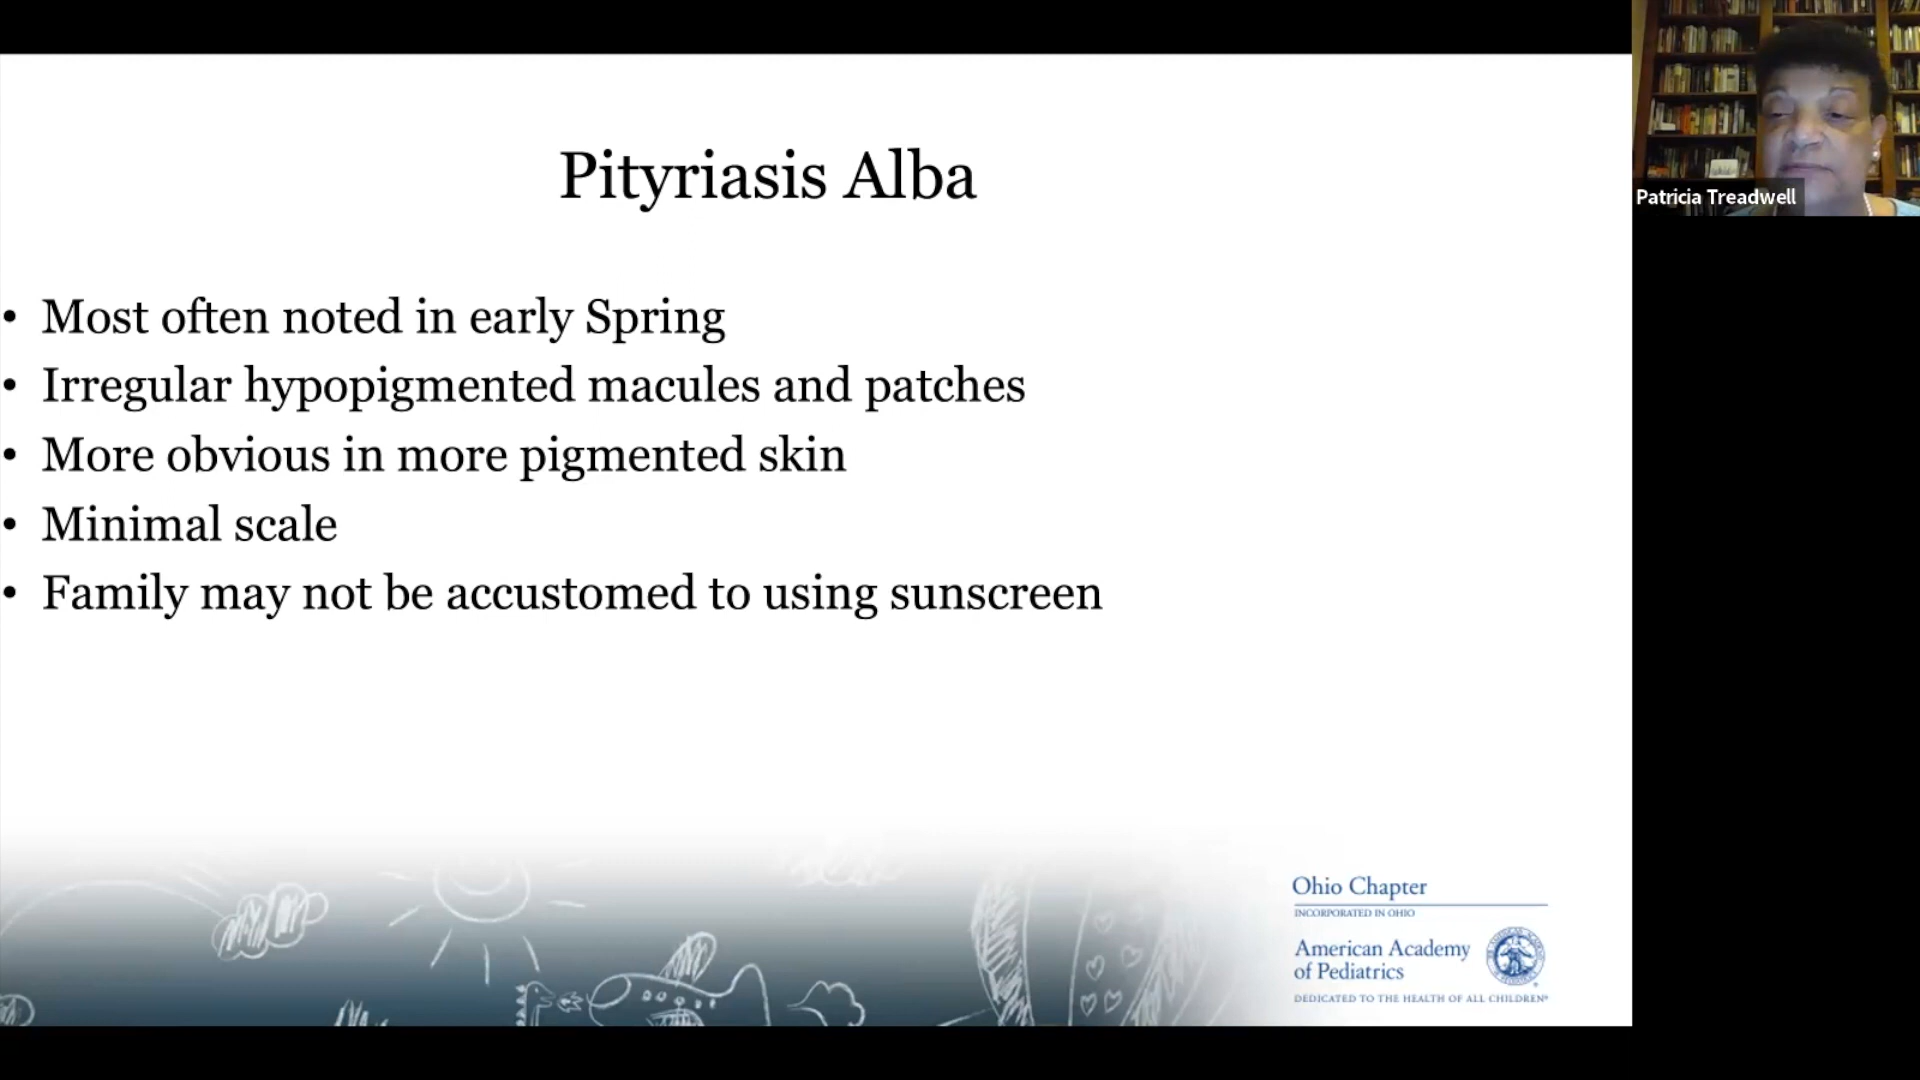 Pityriasis Alba
• Most often noted in early Spring
• Irregular hypopigmented macules and patches
• More obvious in more pigmented skin
• Minimal scale
• Family may not be accustomed to using sunscreen
Patricia Treadwell
Ohio Chapter
INCORPORATED IN OHIO
American Academy
of Pediatrics
DEDICATED TO THE HEALTH OF ALL CHILDREN®